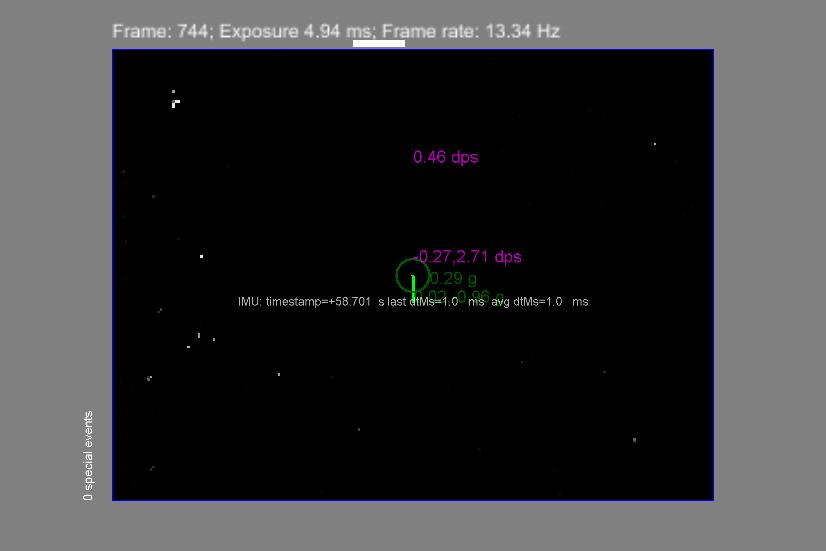 Frame: 744; Exposure 4.94 ms; Frame rate: 13.34 Hz
0.46 dps
-0.27,2.71 dps
0.29 g
0.96 g
IMU: timestamp=+58.701 s last dtMs=1.0 ms avg dtMs=1.0 ms
0 special events